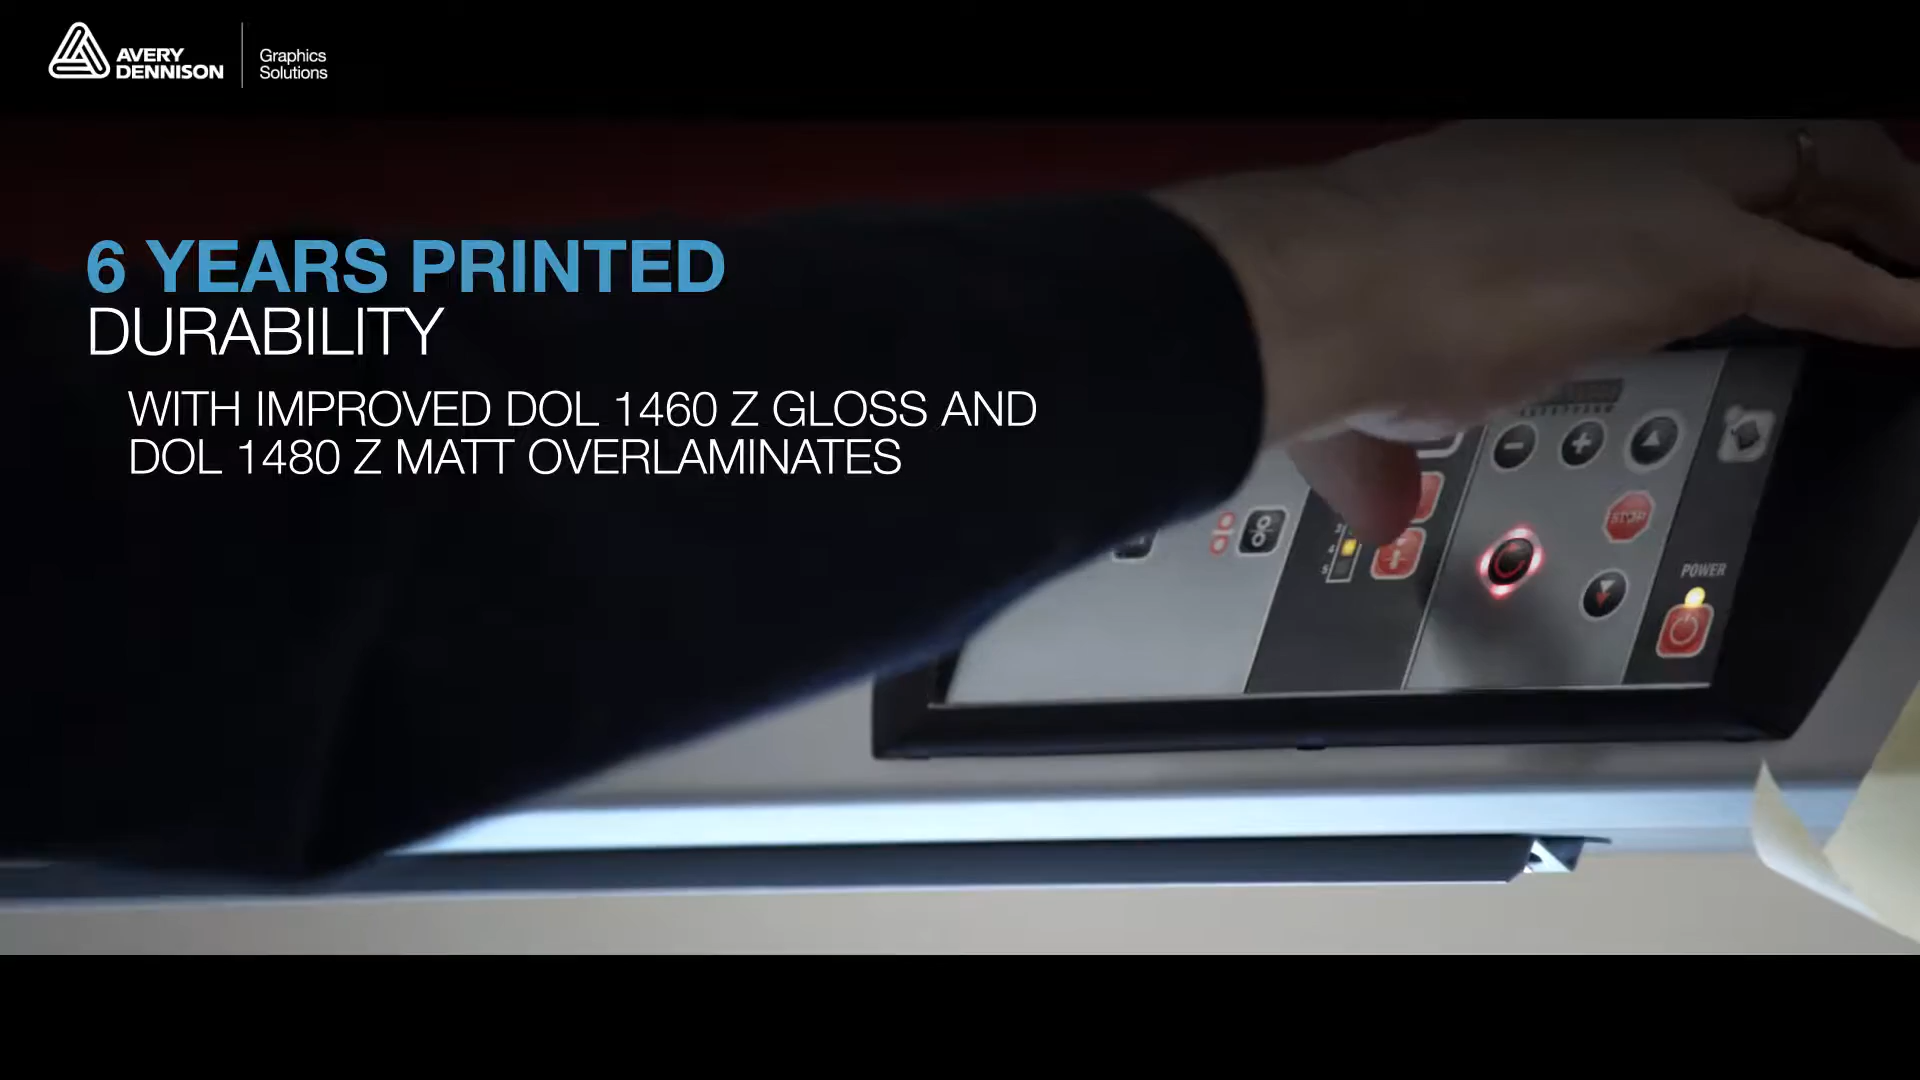 AVERY
DENNISON
Graphics
Solutions
6 YEARS PRINTED
DURABILITY
WITH IMPROVED DOL 1460 Z GLOSS AND
DOL 1480 Z MATT OVERLAMINATES
STOP
POWER